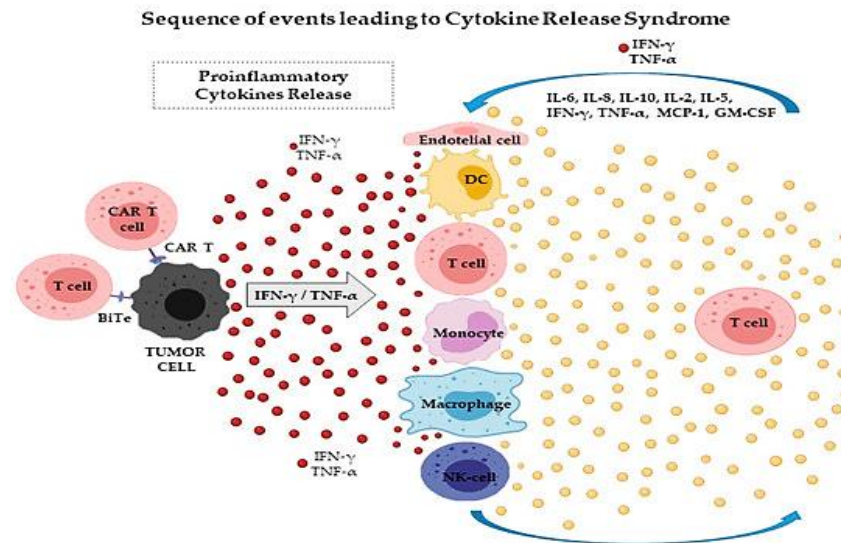 Sequence of events leading to Cytokine Release Syndrome
Proinflammatory
Cytokines Release
IFN-γ
TNF-α
IL-6, IL-8, IL-10, IL-2, IL-5,
IFN-γ, TNF-α, MCP-1, GM-CSF
IFN-γ
TNF-α
Endotelial cell
DC
CAR T
cell
CAR T
T cell
BiTe
TUMOR
CELL
IFN-γ / TNF-α
T cell
Monocyte
T cell
Macrophage
IFN-γ
TNF-α
NK-cell